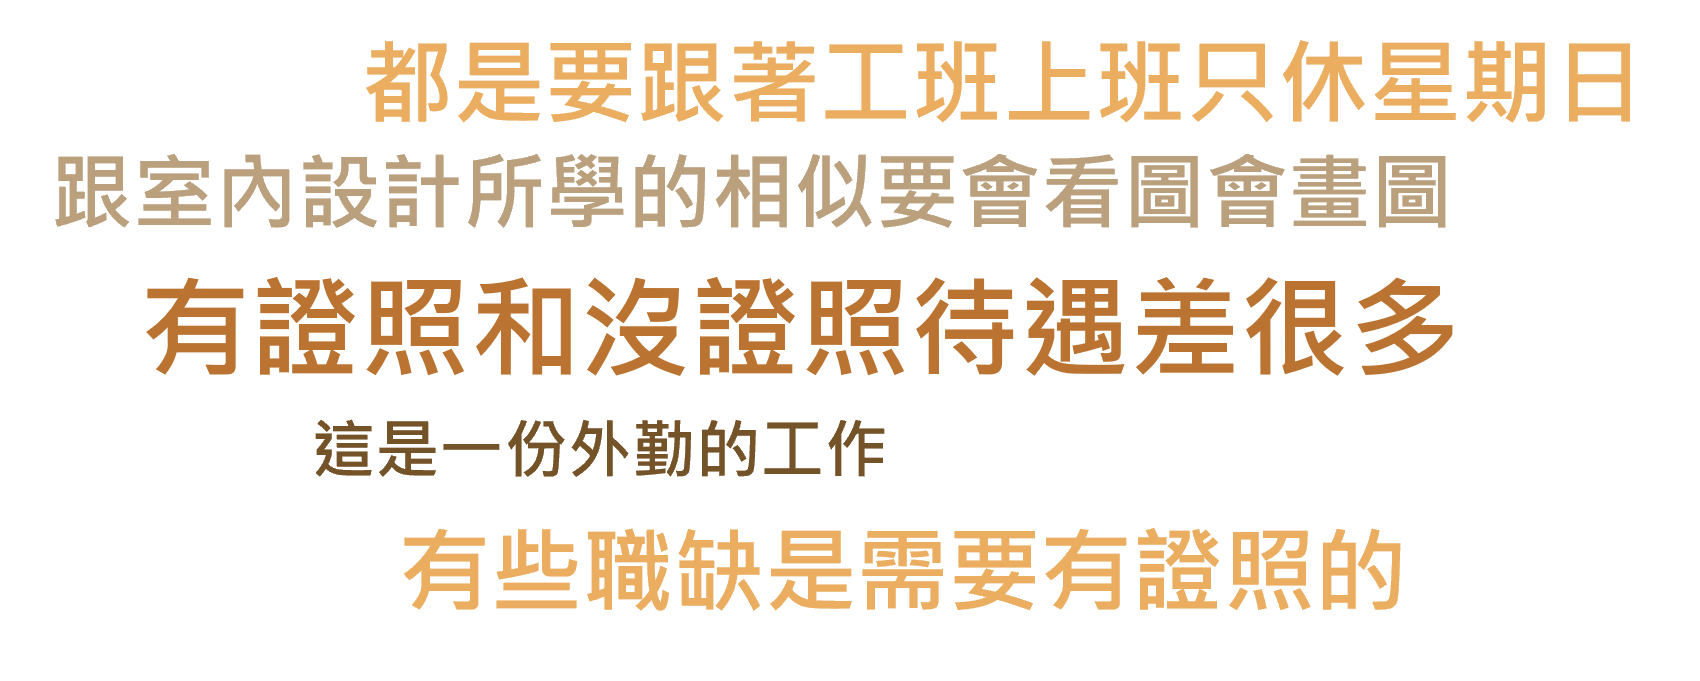 都是要跟著工班上班只休星期日
跟室內設計所學的相似要會看圖會畫圖
有證照和沒證照待遇差很多
這是一份外勤的工作
有些職缺是需要有證照的